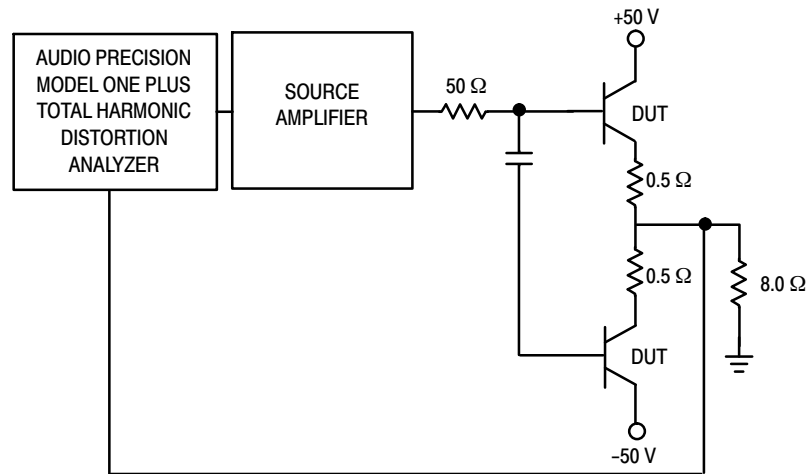 AUDIO PRECISION
MODEL ONE PLUS
TOTAL HARMONIC
DISTORTION
ANALYZER
SOURCE
AMPLIFIER
50 Ω
+50 V
DUT
0.5 Ω
0.5 Ω
8.0 Ω
DUT
–50 V